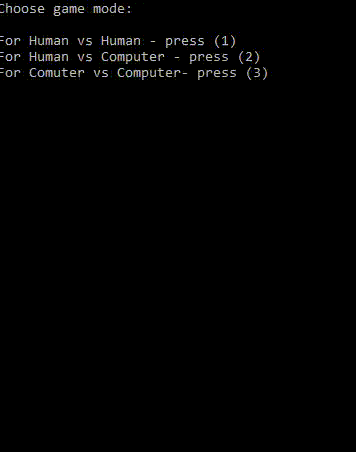 Choose game mode:
For Human vs Human - press (1)
For Human vs Computer - press (2)
For Comuter vs Computer- press (3)